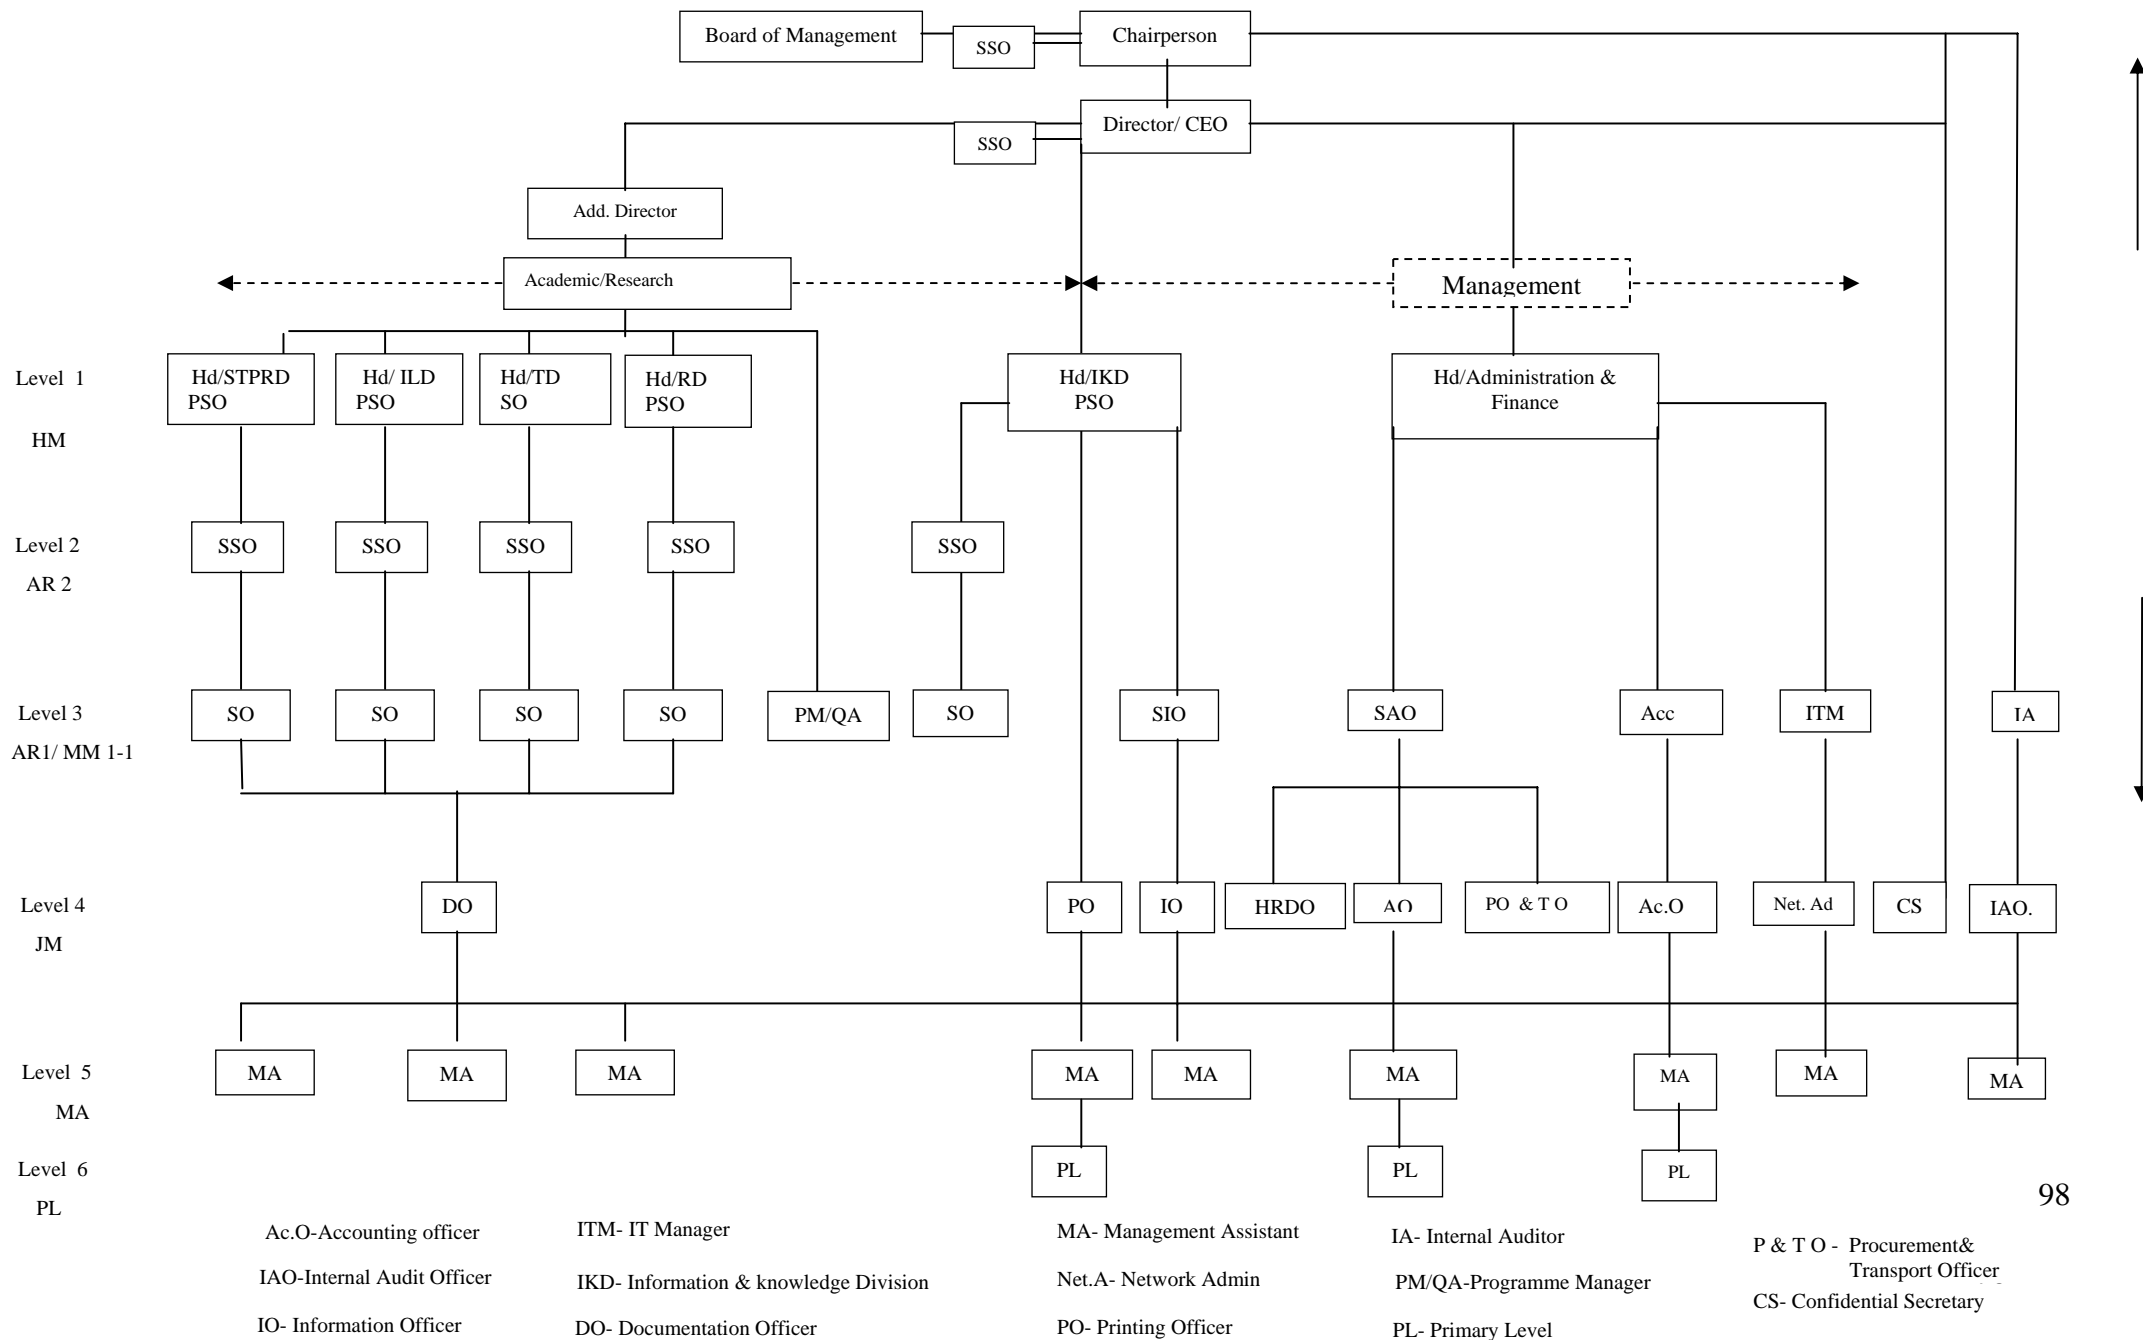 Board of Management
SSO
Chairperson
Director/ CEO
SSO
Add. Director
Academic/Research
Management
Level 1
HM
Hd/STPRD
PSO
Hd/ ILD
PSO
Hd/TD
SO
Hd/RD
PSO
Hd/IKD
PSO
Hd/Administration &
Finance
Level 2
AR 2
SSO
SSO
SSO
SSO
SSO
Level 3
AR1/ MM 1-1
SO
SO
SO
SO
PM/QA
SO
SIO
SAO
Acc
ITM
IA
Level 4
JM
DO
PO
IO
HRDO
AO
PO & T O
Ac.O
Net. Ad
CS
IAO.
Level 5
MA
MA
MA
MA
MA
MA
MA
MA
MA
MA
Level 6
PL
PL
PL
PL
98
Ac.O-Accounting officer
IAO-Internal Audit Officer
IO- Information Officer
ITM- IT Manager
IKD- Information & knowledge Division
DO- Documentation Officer
MA- Management Assistant
Net.A- Network Admin
PO- Printing Officer
IA- Internal Auditor
PM/QA-Programme Manager
PL- Primary Level
P & T O - Procurement&
Transport Officer
CS- Confidential Secretary